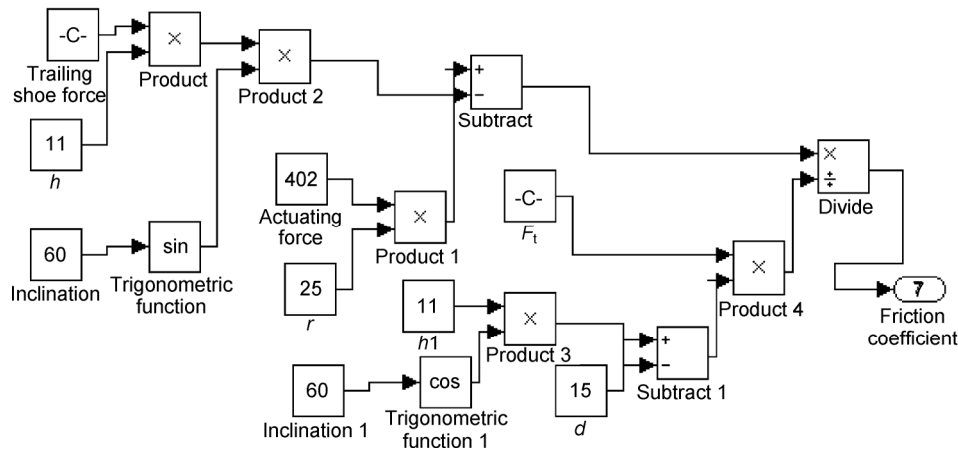 -C-
Trailing
shoe force
×
Product
×
Product 2
11
h
60
Inclination
sin
Trigonometric
function
402
Actuating
force
25
r
×
Product 1
+
−
Subtract
-C-
Ft
×
÷
Divide
11
h1
×
Product 3
×
Product 4
7
Friction
coefficient
60
Inclination 1
cos
Trigonometric
function 1
15
d
+
−
Subtract 1